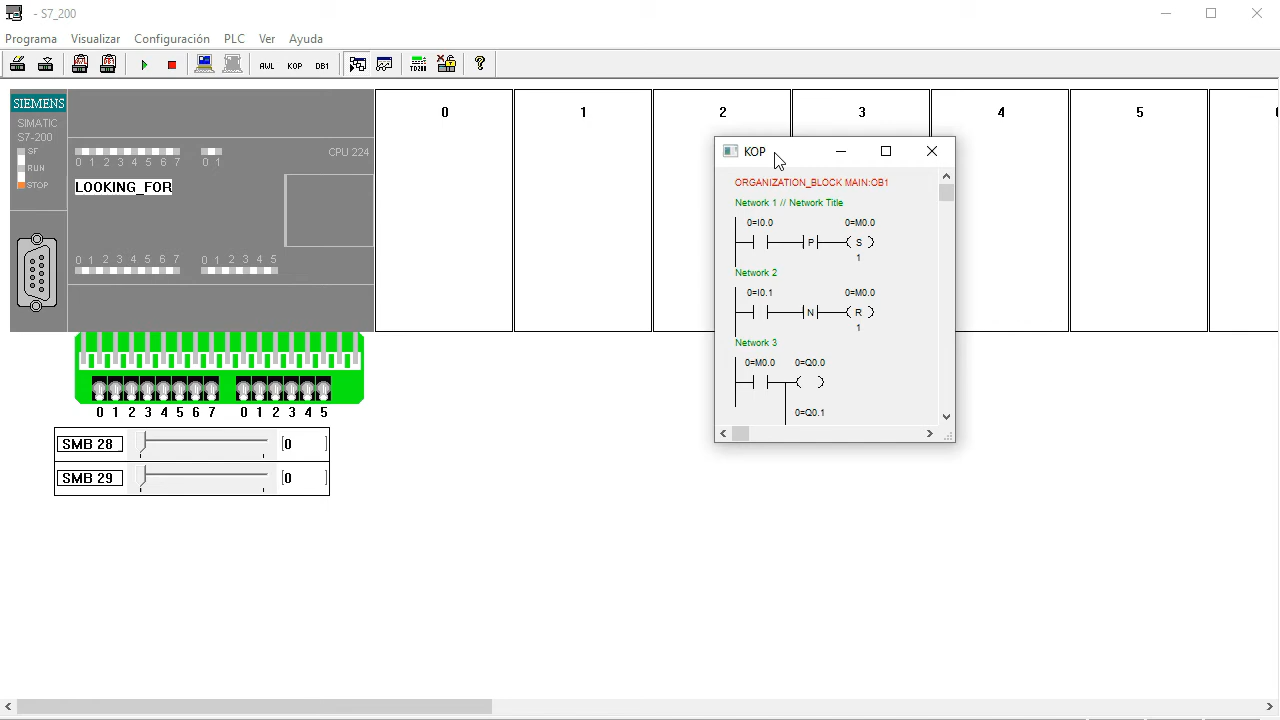 - S7_200
Programa Visualizar Configuración PLC Ver Ayuda
AWL KOP DB1 TD200 ?
SIEMENS
SIMATIC
S7-200
SF
RUN
STOP
0 1 2 3 4 5 6 7 0 1
CPU 224
LOOKING_FOR
0 1 2 3 4 5 6 7 0 1 2 3 4 5
0 1 2 3 4 5
0 1 2 3 4 5 6 7 0 1 2 3 4 5
SMB 28 [0 ]
SMB 29 [0 ]
KOP
ORGANIZATION_BLOCK MAIN:OB1
Network 1 // Network Title
0=I0.0 0=M0.0
P S
1
Network 2
0=I0.1 0=M0.0
N R
1
Network 3
0=M0.0 0=Q0.0
0=Q0.1